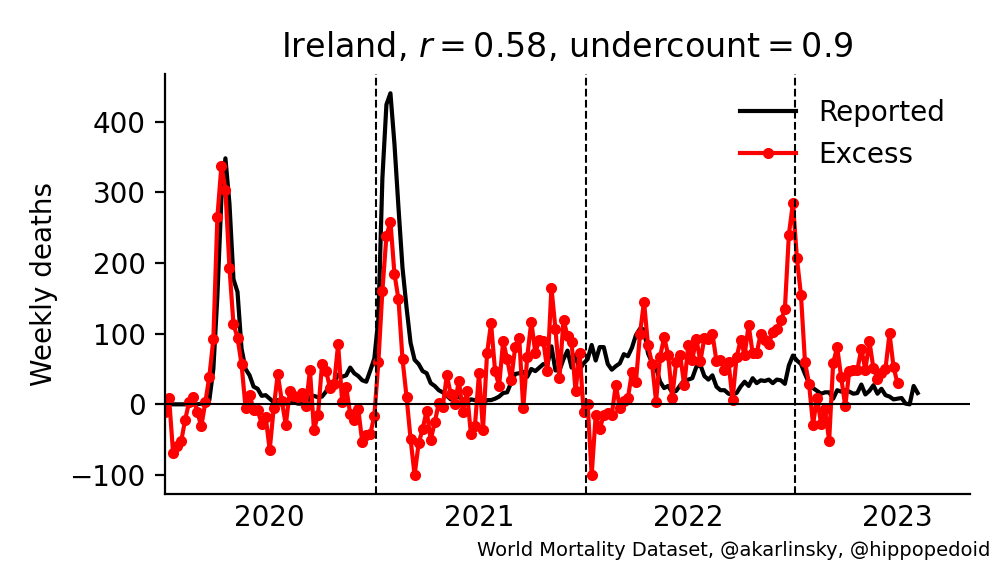 Ireland, r = 0.58, undercount = 0.9
Reported
Excess
Weekly deaths
400
300
200
100
0
−100
2020 2021 2022 2023
World Mortality Dataset, @akarlinsky, @hippopedoid